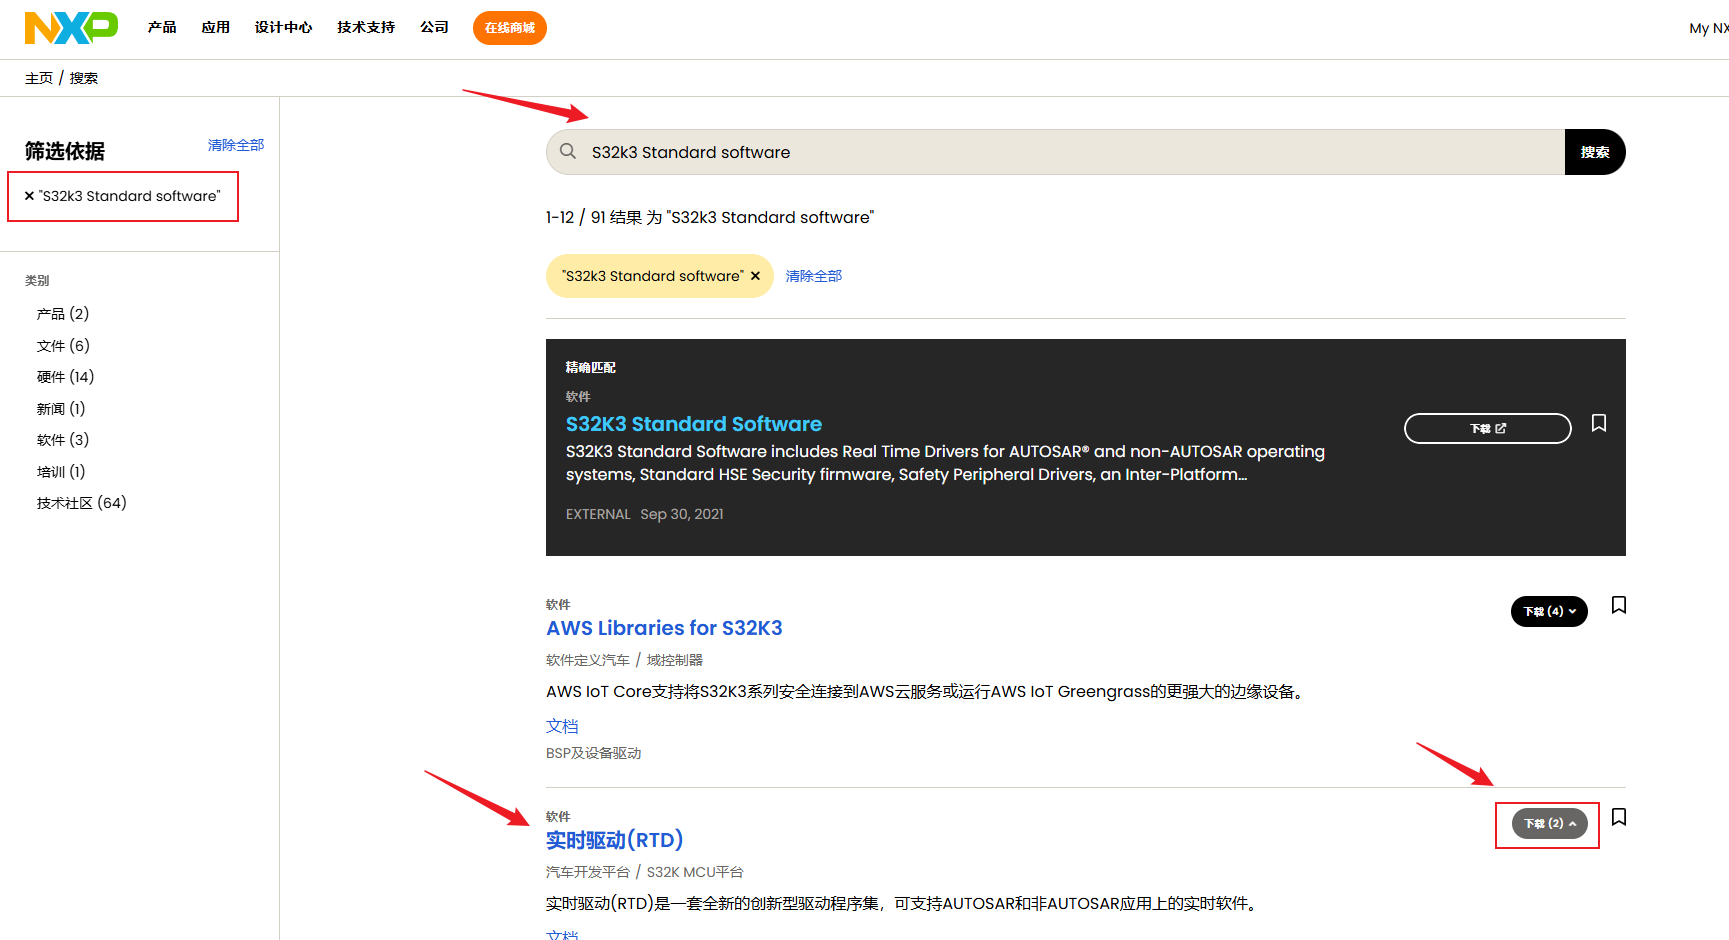 NXP
产品 应用 设计中心 技术支持 公司 在线商城 My NX
主页 / 搜索
筛选依据 清除全部
× "S32k3 Standard software"
类别
产品 (2)
文件 (6)
硬件 (14)
新闻 (1)
软件 (3)
培训 (1)
技术社区 (64)
S32k3 Standard software 搜索
1-12 / 91 结果 为 "S32k3 Standard software"
"S32k3 Standard software" × 清除全部
精确匹配
软件
S32K3 Standard Software
下载
S32K3 Standard Software includes Real Time Drivers for AUTOSAR® and non-AUTOSAR operating
systems, Standard HSE Security firmware, Safety Peripheral Drivers, an Inter-Platform...
EXTERNAL Sep 30, 2021
软件
下载 (4)
AWS Libraries for S32K3
软件定义汽车 / 域控制器
AWS IoT Core支持将S32K3系列安全连接到AWS云服务或运行AWS IoT Greengrass的更强大的边缘设备。
文档
BSP及设备驱动
软件
下载 (2)
实时驱动(RTD)
汽车开发平台 / S32K MCU平台
实时驱动(RTD)是一套全新的创新型驱动程序集，可支持AUTOSAR和非AUTOSAR应用上的实时软件。
文档